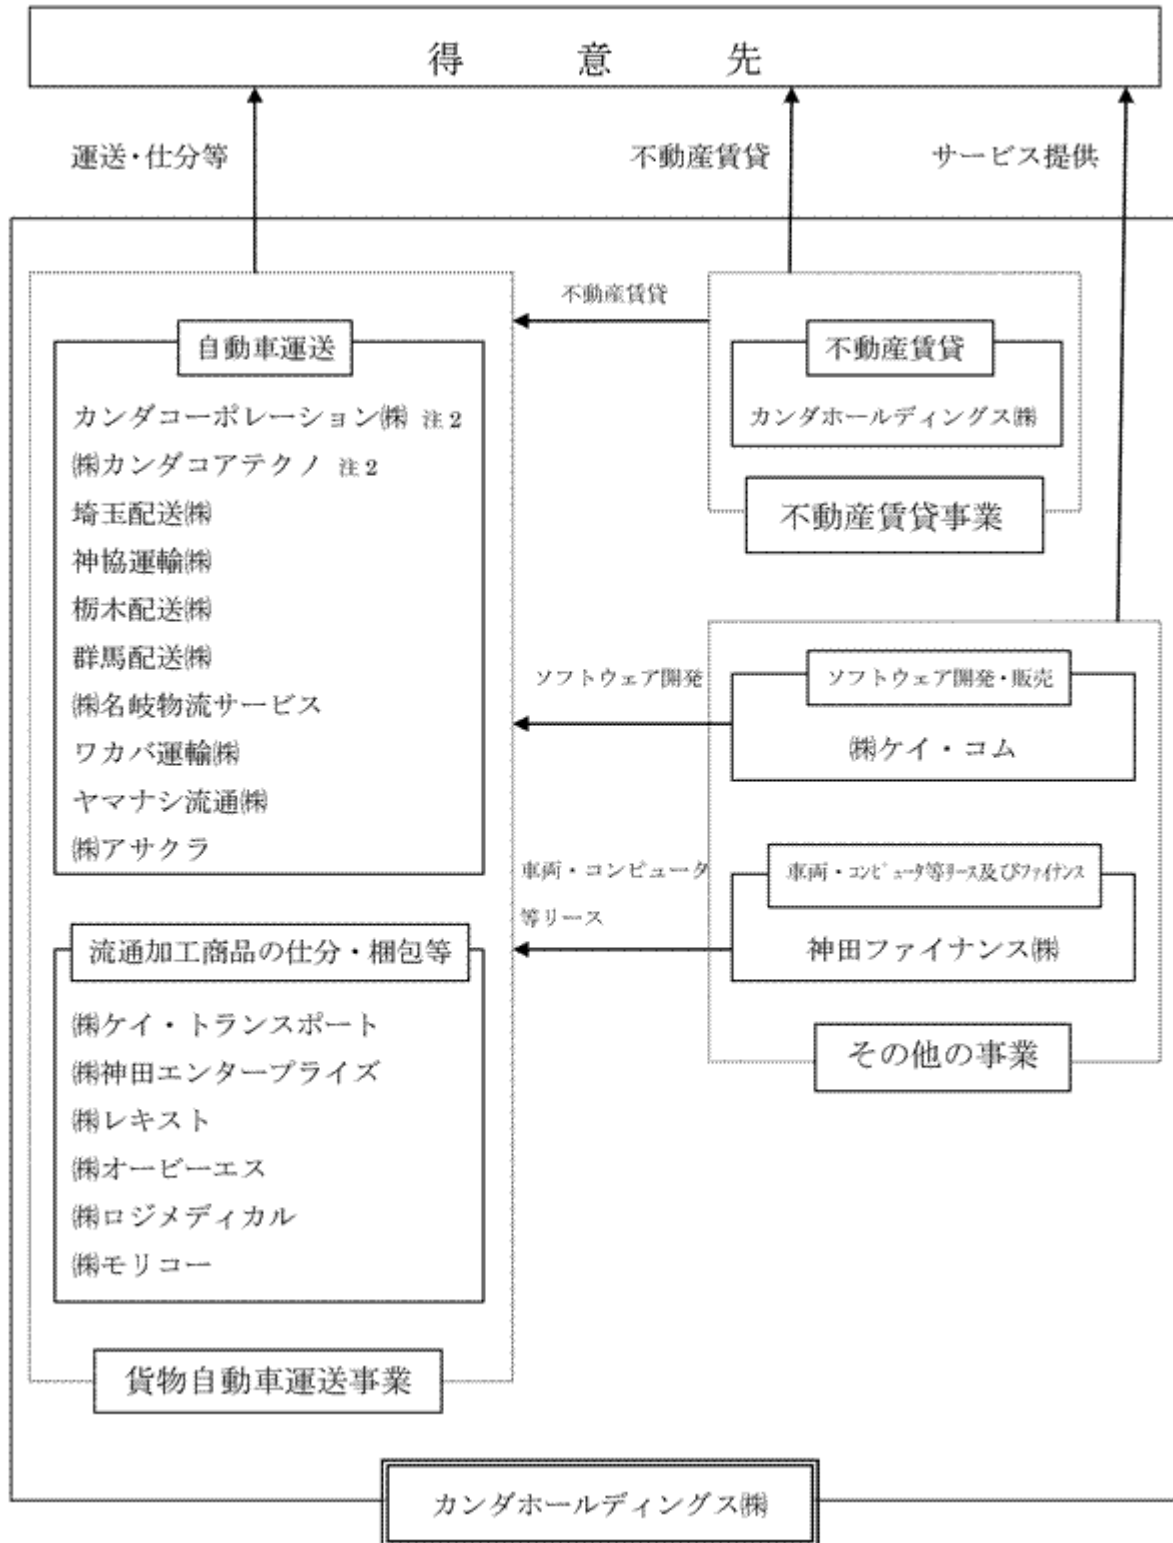 得意先
運送・仕分等
不動産賃貸
サービス提供
不動産賃貸
自動車運送
カンダコーポレーション㈱ 注2
㈱カンダコアテクノ 注2
埼玉配送㈱
神協運輸㈱
栃木配送㈱
群馬配送㈱
㈱名岐物流サービス
ワカバ運輸㈱
ヤマナシ流通㈱
㈱アサクラ
流通加工商品の仕分・梱包等
㈱ケイ・トランスポート
㈱神田エンタープライズ
㈱レキスト
㈱オービーエス
㈱ロジメディカル
㈱モリコー
貨物自動車運送事業
不動産賃貸
カンダホールディングス㈱
不動産賃貸事業
ソフトウェア開発
ソフトウェア開発・販売
㈱ケイ・コム
車両・コンピュータ
等リース
車両・コンピュータ等リース及びファイナンス
神田ファイナンス㈱
その他の事業
カンダホールディングス㈱